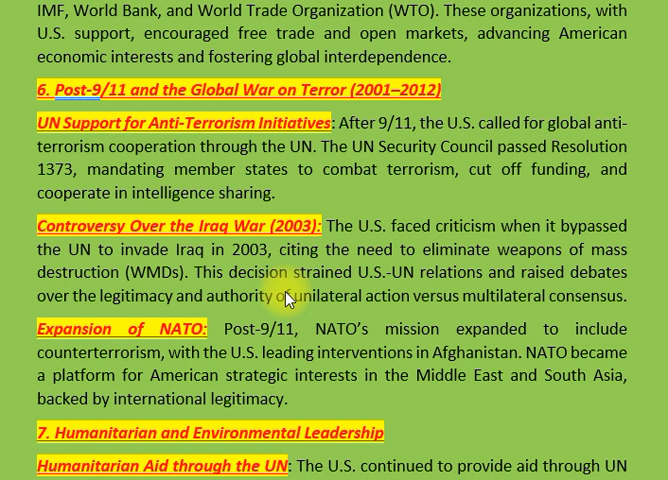 IMF, World Bank, and World Trade Organization (WTO). These organizations, with
U.S. support, encouraged free trade and open markets, advancing American
economic interests and fostering global interdependence.
6. Post-9/11 and the Global War on Terror (2001–2012)
UN Support for Anti-Terrorism Initiatives: After 9/11, the U.S. called for global anti-
terrorism cooperation through the UN. The UN Security Council passed Resolution
1373, mandating member states to combat terrorism, cut off funding, and
cooperate in intelligence sharing.
Controversy Over the Iraq War (2003): The U.S. faced criticism when it bypassed
the UN to invade Iraq in 2003, citing the need to eliminate weapons of mass
destruction (WMDs). This decision strained U.S.-UN relations and raised debates
over the legitimacy and authority of unilateral action versus multilateral consensus.
Expansion of NATO: Post-9/11, NATO’s mission expanded to include
counterterrorism, with the U.S. leading interventions in Afghanistan. NATO became
a platform for American strategic interests in the Middle East and South Asia,
backed by international legitimacy.
7. Humanitarian and Environmental Leadership
Humanitarian Aid through the UN: The U.S. continued to provide aid through UN